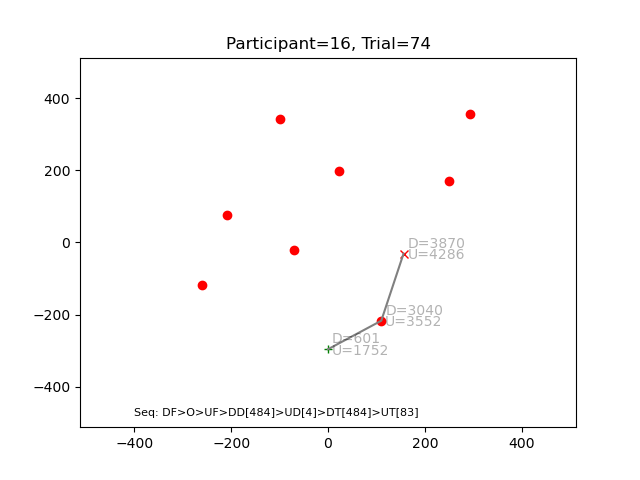 Participant=16, Trial=74
400
200
0
−200
−400
D=3870
U=4286
D=3040
U=3552
D=601
U=1752
Seq: DF>O>UF>DD[484]>UD[4]>DT[484]>UT[83]
−400
−200
0
200
400